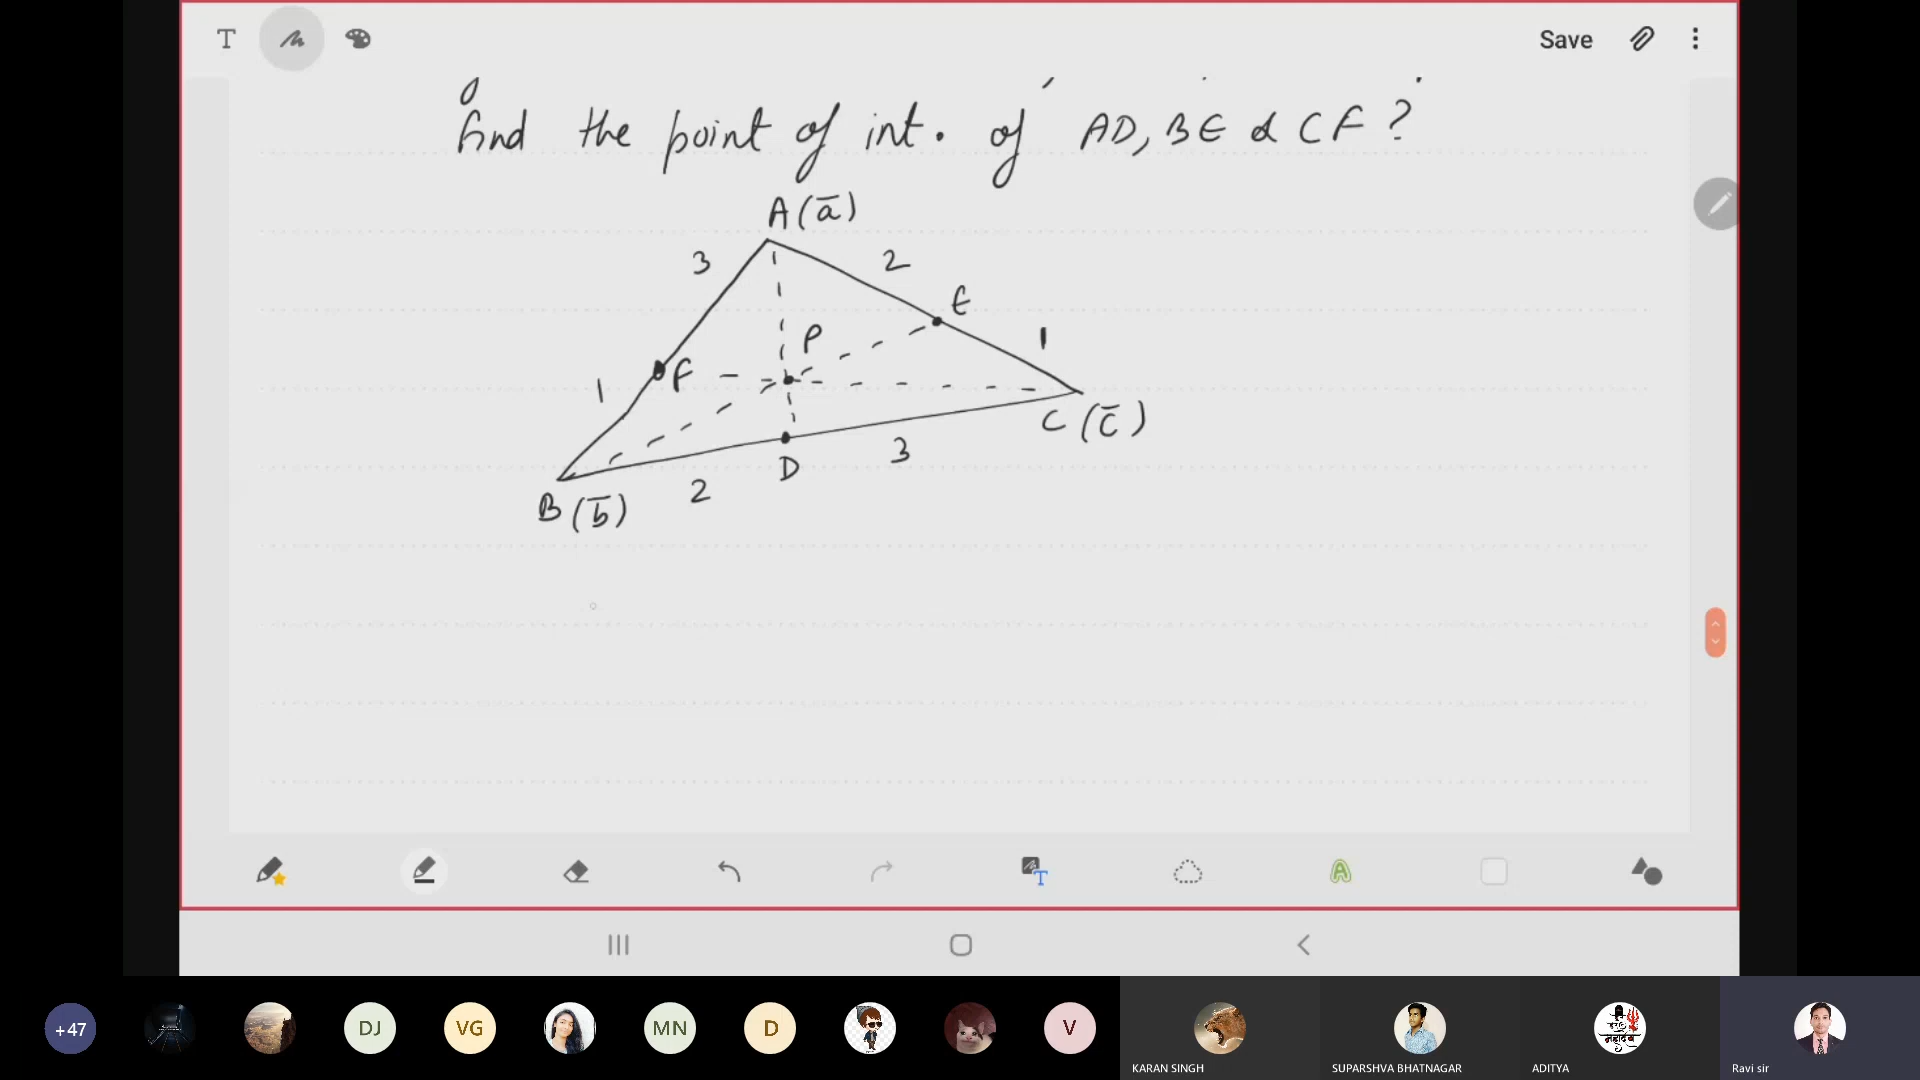 T
Save
find the point of int. of AD, BE & CF ?
A (a̅)
3
2
E
P
1
F
1
C (c̅)
3
D
2
B (b̅)
T
A
+47
DJ
VG
MN
D
V
KARAN SINGH
SUPARSHVA BHATNAGAR
ADITYA
Ravi sir